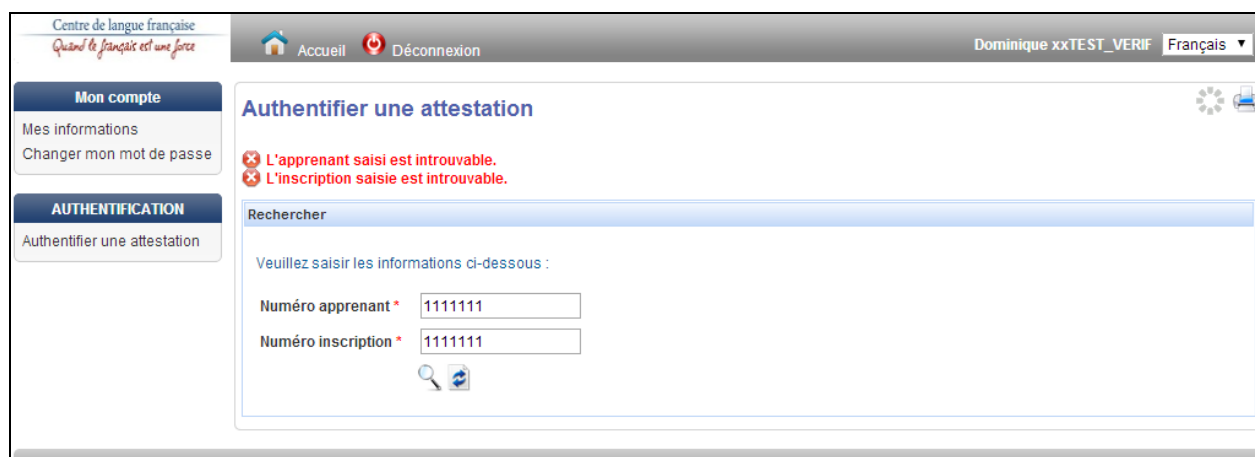 Centre de langue française
Quand le français est une force
Accueil Déconnexion Dominique xxTEST_VERIF Français
Mon compte
Mes informations
Changer mon mot de passe
AUTHENTIFICATION
Authentifier une attestation
Authentifier une attestation
L'apprenant saisi est introuvable.
L'inscription saisie est introuvable.
Rechercher
Veuillez saisir les informations ci-dessous :
Numéro apprenant * 1111111
Numéro inscription * 1111111